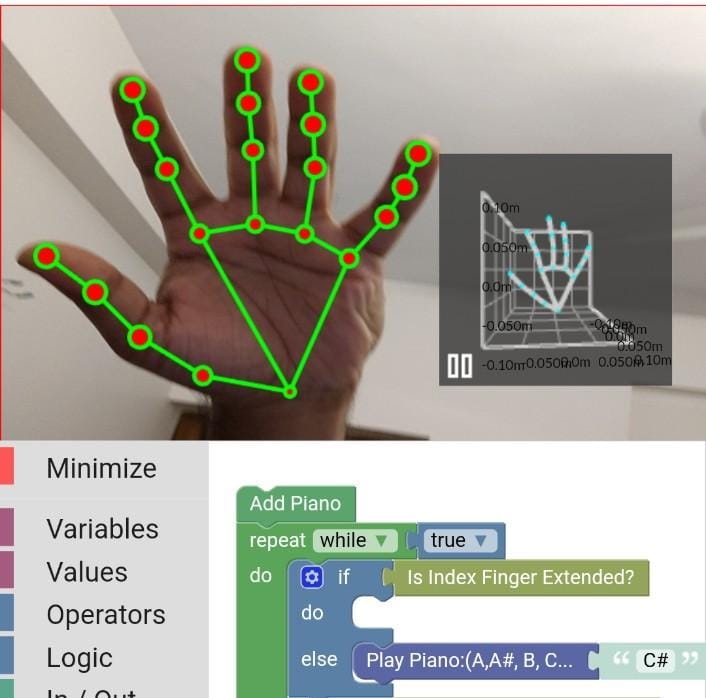 0.10m
0.050m
0.0m
-0.050m
-0.10m
0.050m
0.0m
0.050m
-0.10m
-0.050m
0.0m
0.050m
0.10m
Minimize
Variables
Values
Operators
Logic
In / Out
Add Piano
repeat while ▼ true ▼
do if Is Index Finger Extended?
do
else Play Piano:(A,A#, B, C... “ C# ”